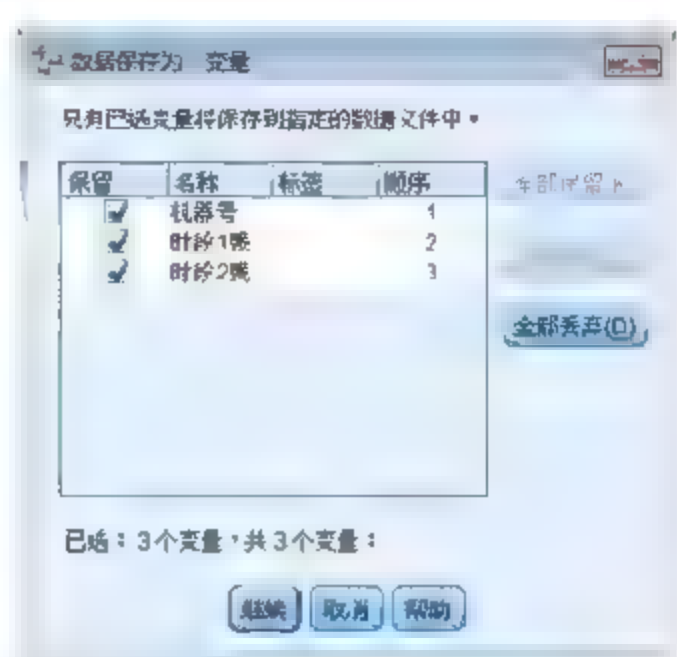 数据保存为 变量
只有已选变量将保存到指定的数据文件中。
保留 名称 标签 顺序
机器号 1
时段1残 2
时段2残 3
全部丢弃(D)
已选：3个变量，共3个变量：
继续 取消 帮助